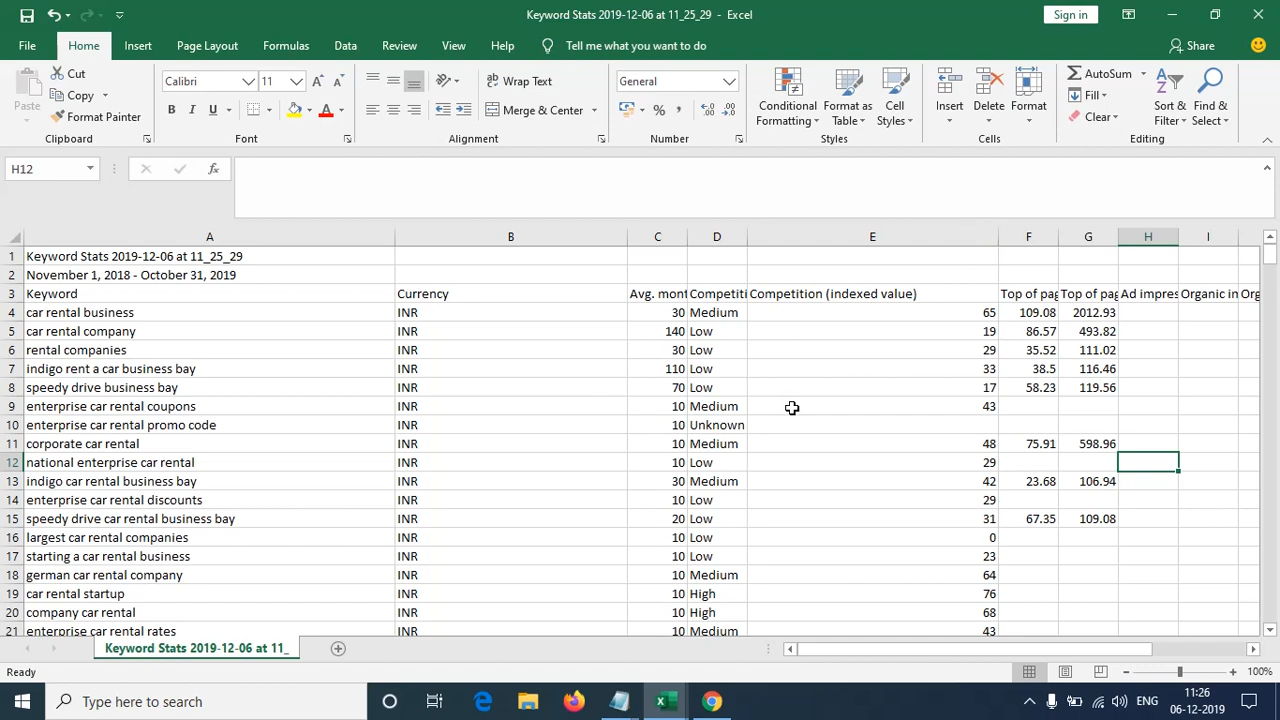 Keyword Stats 2019-12-06 at 11_25_29 - Excel
Sign in
File Home Insert Page Layout Formulas Data Review View Help Tell me what you want to do Share
Paste
Cut
Copy
Format Painter
Clipboard
Calibri 11
B I U
Font
Wrap Text
Merge & Center
Alignment
General
%
Number
Conditional Formatting
Format as Table
Cell Styles
Styles
Insert
Delete
Format
Cells
AutoSum
Fill
Clear
Sort & Filter
Find & Select
Editing
H12
fx
A B C D E F G H I
1 Keyword Stats 2019-12-06 at 11_25_29
2 November 1, 2018 - October 31, 2019
3 Keyword Currency Avg. mont Competiti Competition (indexed value) Top of pag Top of pag Ad impres Organic in Org
4 car rental business INR 30 Medium 65 109.08 2012.93
5 car rental company INR 140 Low 19 86.57 493.82
6 rental companies INR 30 Low 29 35.52 111.02
7 indigo rent a car business bay INR 110 Low 33 38.5 116.46
8 speedy drive business bay INR 70 Low 17 58.23 119.56
9 enterprise car rental coupons INR 10 Medium 43
10 enterprise car rental promo code INR 10 Unknown
11 corporate car rental INR 10 Medium 48 75.91 598.96
12 national enterprise car rental INR 10 Low 29
13 indigo car rental business bay INR 30 Medium 42 23.68 106.94
14 enterprise car rental discounts INR 10 Low 29
15 speedy drive car rental business bay INR 20 Low 31 67.35 109.08
16 largest car rental companies INR 10 Low 0
17 starting a car rental business INR 10 Low 23
18 german car rental company INR 10 Medium 64
19 car rental startup INR 10 High 76
20 company car rental INR 10 High 68
21 enterprise car rental rates INR 10 Medium 43
Keyword Stats 2019-12-06 at 11_
Ready
100%
Type here to search
ENG
11:26
06-12-2019